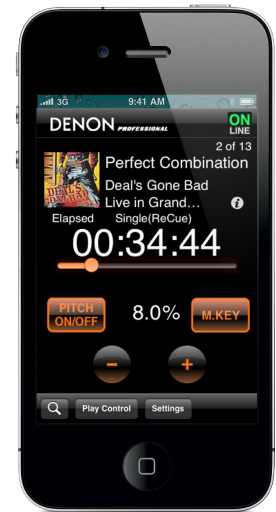 3G
9:41 AM
DENON PROFESSIONAL
ON
LINE
2 of 13
Perfect Combination
Deal's Gone Bad
Live in Grand...
Elapsed Single(ReCue)
00:34:44
PITCH
ON/OFF
8.0%
M.KEY
Play Control
Settings